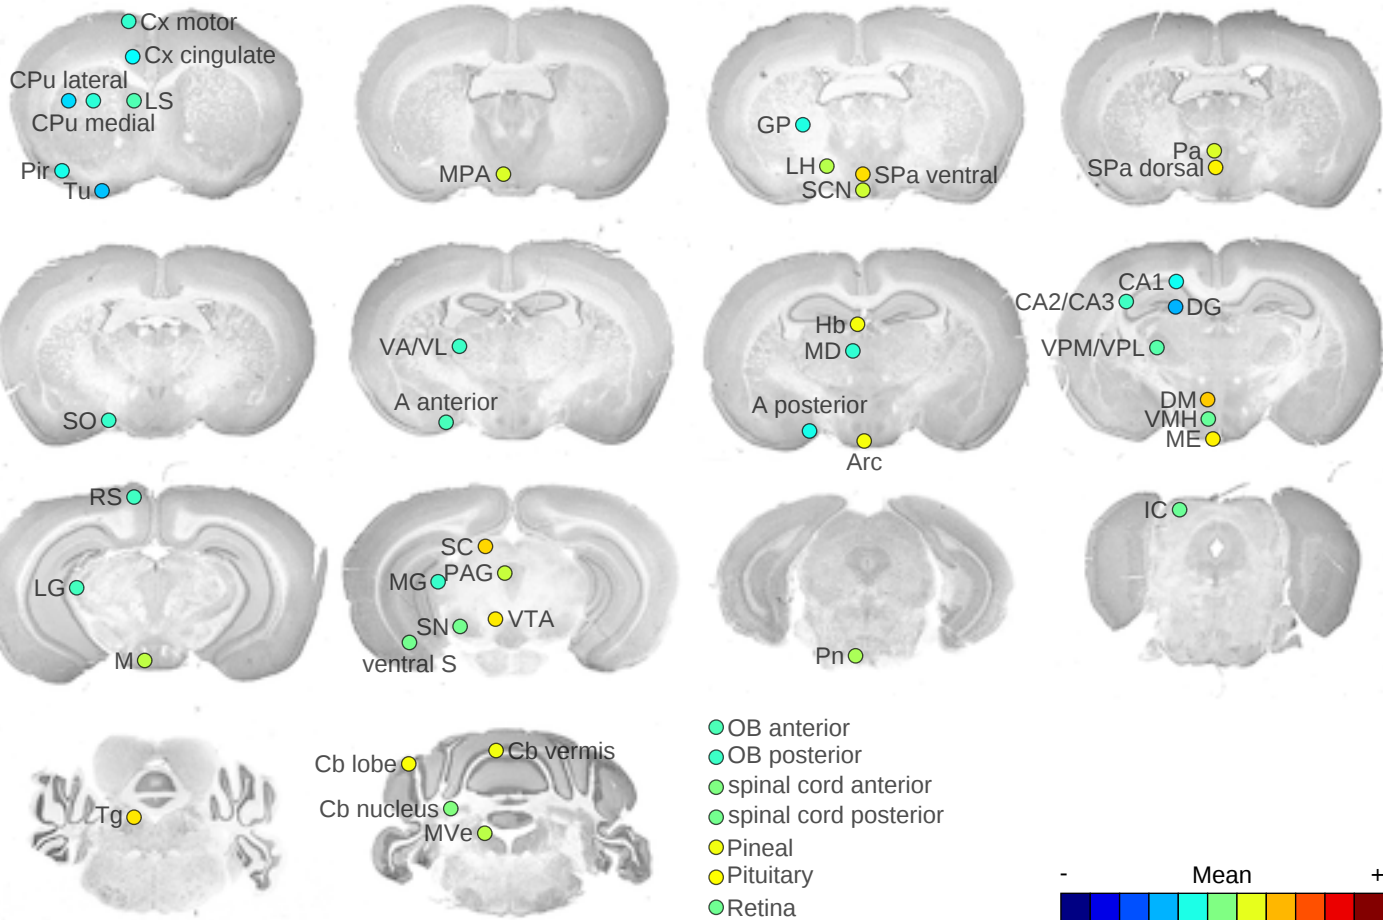 Cx motor
Cx cingulate
CPu lateral
LS
CPu medial
Pir
Tu
MPA
GP
LH
SPa ventral
SCN
Pa
SPa dorsal
SO
VA/VL
A anterior
Hb
MD
A posterior
Arc
CA1
CA2/CA3
DG
VPM/VPL
DM
VMH
ME
RS
LG
M
SC
PAG
MG
VTA
SN
ventral S
Pn
IC
Tg
Cb vermis
Cb lobe
Cb nucleus
MVe
OB anterior
OB posterior
spinal cord anterior
spinal cord posterior
Pineal
Pituitary
Retina
- Mean +